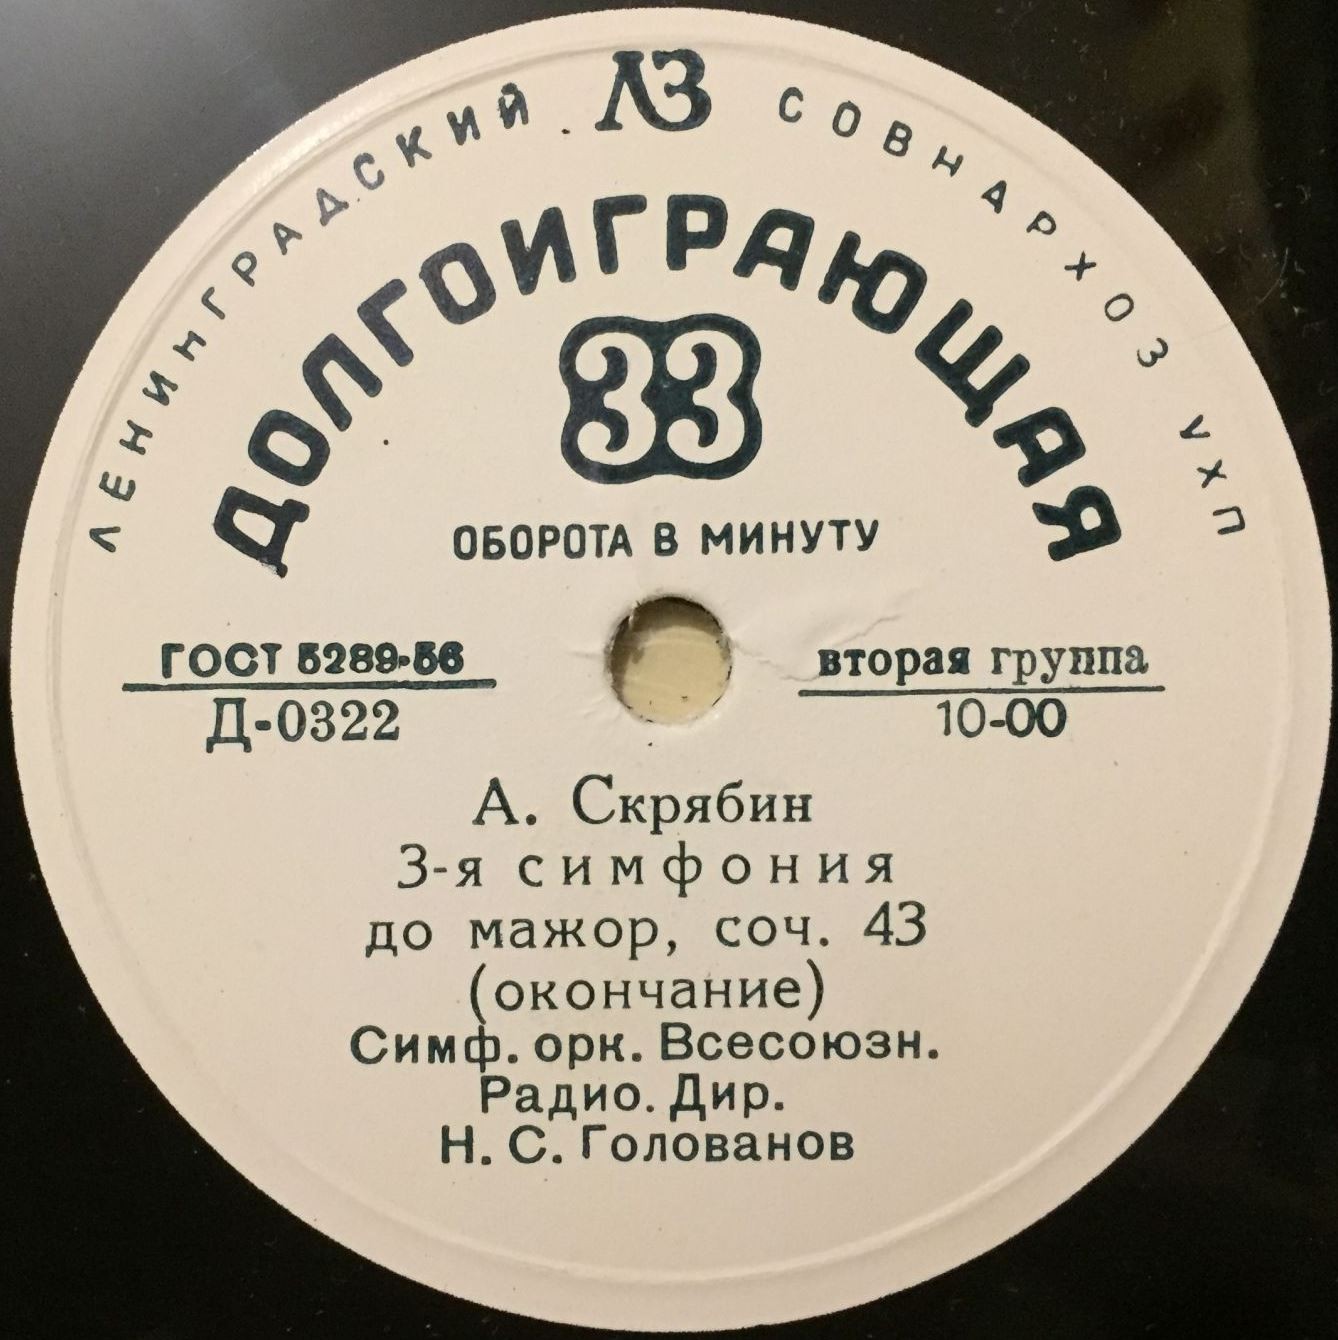 ЛЕНИНГРАДСКИЙ ЛЗ СОВНАРХОЗ УХП
ДОЛГОИГРАЮЩАЯ
33
ОБОРОТА В МИНУТУ
ГОСТ 5289-56
Д-0322
вторая группа
10-00
А. Скрябин
3-я симфония
до мажор, соч. 43
(окончание)
Симф. орк. Всесоюзн.
Радио. Дир.
Н. С. Голованов